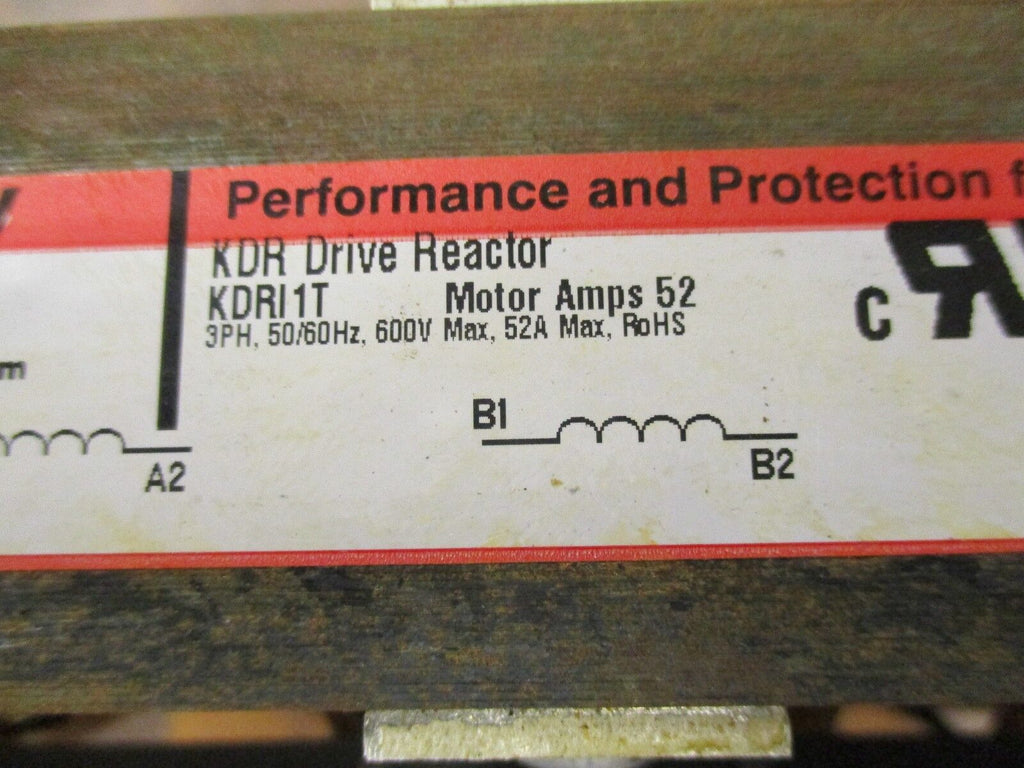 Performance and Protection
KDR Drive Reactor
KDRI1T Motor Amps 52
3PH, 50/60Hz, 600V Max, 52A Max, RoHS
C
B1
A2
B2